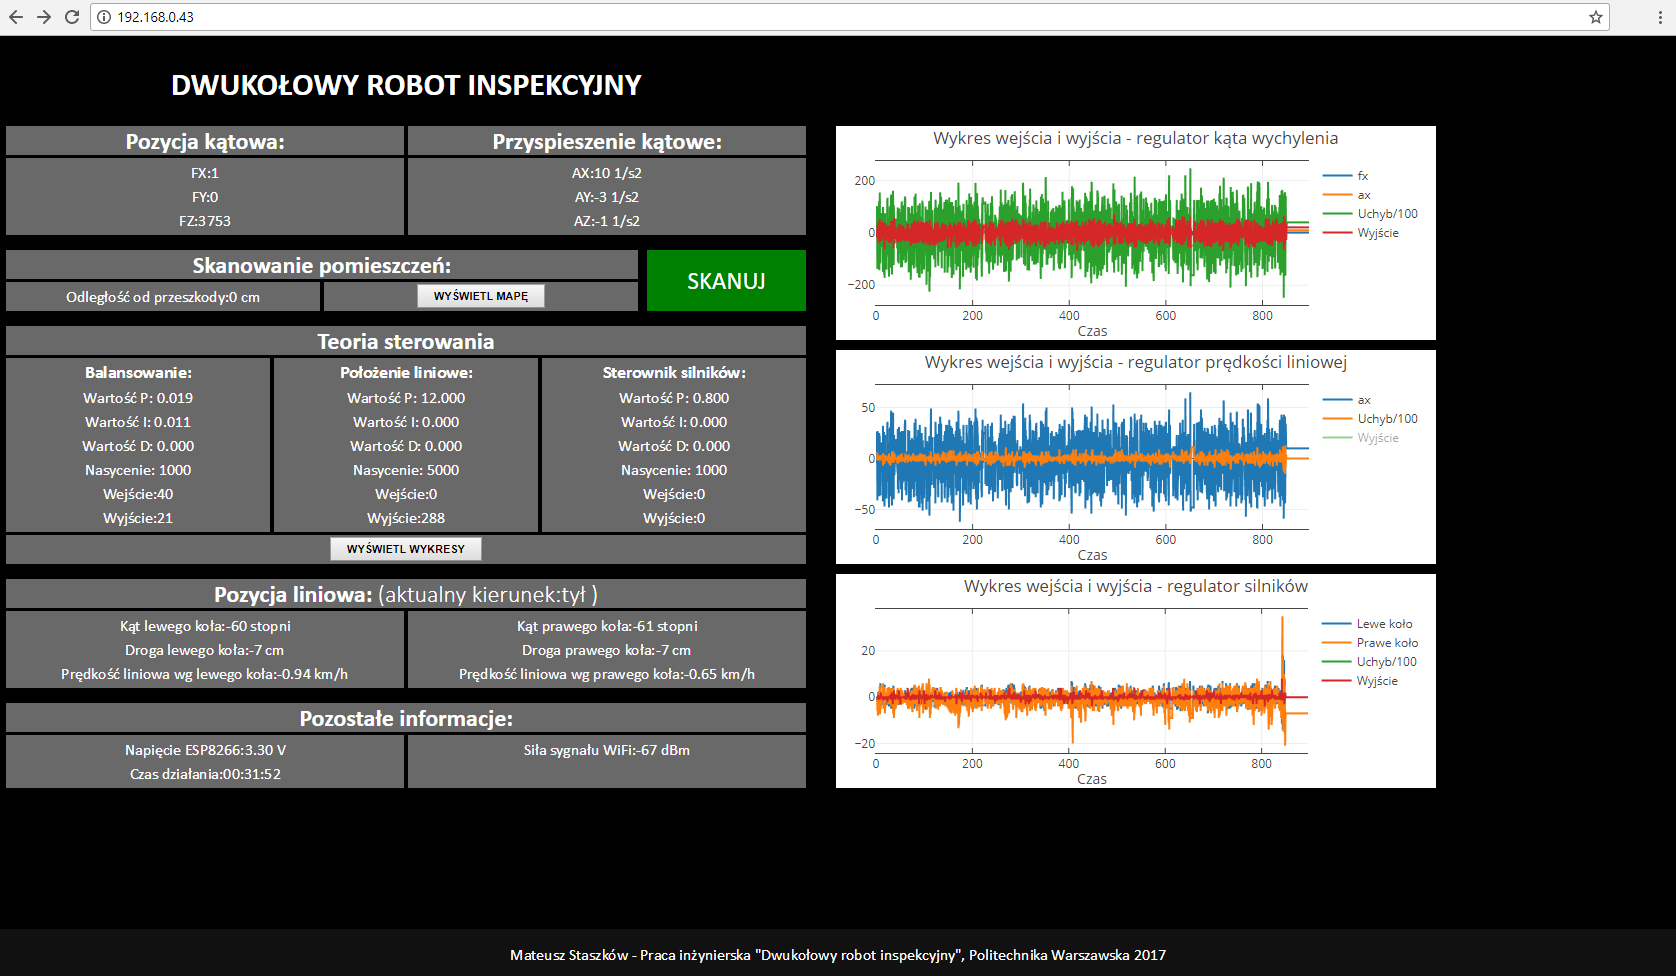 192.168.0.43
DWUKOŁOWY ROBOT INSPEKCYJNY
Pozycja kątowa:
FX:1
FY:0
FZ:3753
Przyspieszenie kątowe:
AX:10 1/s2
AY:-3 1/s2
AZ:-1 1/s2
Skanowanie pomieszczeń:
Odległość od przeszkody:0 cm
WYŚWIETL MAPĘ
SKANUJ
Teoria sterowania
Balansowanie:
Wartość P: 0.019
Wartość I: 0.011
Wartość D: 0.000
Nasycenie: 1000
Wejście:40
Wyjście:21
Położenie liniowe:
Wartość P: 12.000
Wartość I: 0.000
Wartość D: 0.000
Nasycenie: 5000
Wejście:0
Wyjście:288
Sterownik silników:
Wartość P: 0.800
Wartość I: 0.000
Wartość D: 0.000
Nasycenie: 1000
Wejście:0
Wyjście:0
WYŚWIETL WYKRESY
Pozycja liniowa: (aktualny kierunek:tył )
Kąt lewego koła:-60 stopni
Droga lewego koła:-7 cm
Prędkość liniowa wg lewego koła:-0.94 km/h
Kąt prawego koła:-61 stopni
Droga prawego koła:-7 cm
Prędkość liniowa wg prawego koła:-0.65 km/h
Pozostałe informacje:
Napięcie ESP8266:3.30 V
Czas działania:00:31:52
Siła sygnału WiFi:-67 dBm
Wykres wejścia i wyjścia - regulator kąta wychylenia
200
0
−200
0 200 400 600 800
Czas
fx
ax
Uchyb/100
Wyjście
Wykres wejścia i wyjścia - regulator prędkości liniowej
50
0
−50
0 200 400 600 800
Czas
ax
Uchyb/100
Wyjście
Wykres wejścia i wyjścia - regulator silników
20
0
−20
0 200 400 600 800
Czas
Lewe koło
Prawe koło
Uchyb/100
Wyjście
Mateusz Staszków - Praca inżynierska "Dwukołowy robot inspekcyjny", Politechnika Warszawska 2017